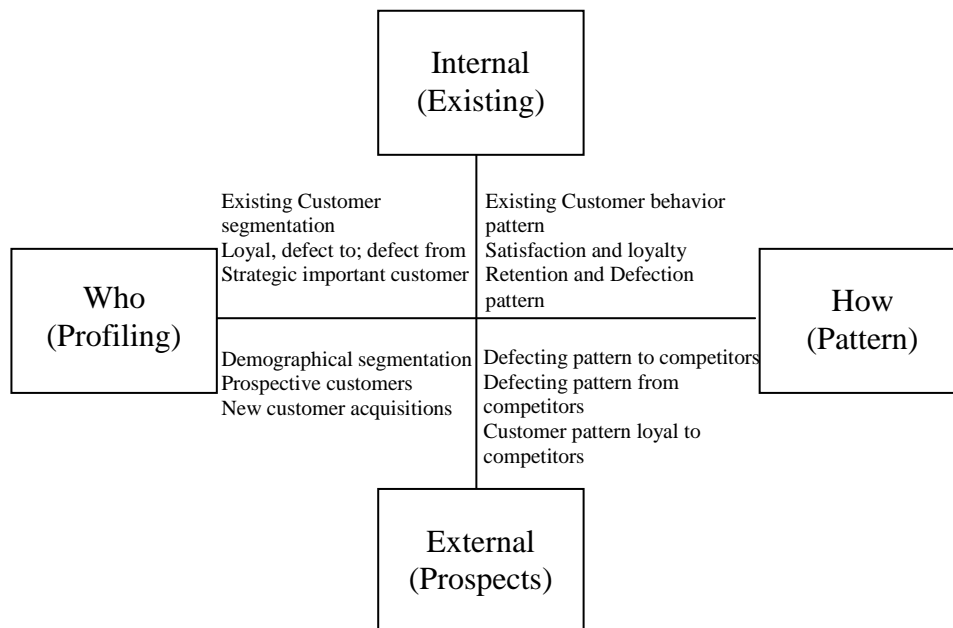 Internal
(Existing)
Existing Customer
segmentation
Loyal, defect to; defect from
Strategic important customer
Existing Customer behavior
pattern
Satisfaction and loyalty
Retention and Defection
pattern
Who
(Profiling)
How
(Pattern)
Demographical segmentation
Prospective customers
New customer acquisitions
Defecting pattern to competitors
Defecting pattern from
competitors
Customer pattern loyal to
competitors
External
(Prospects)